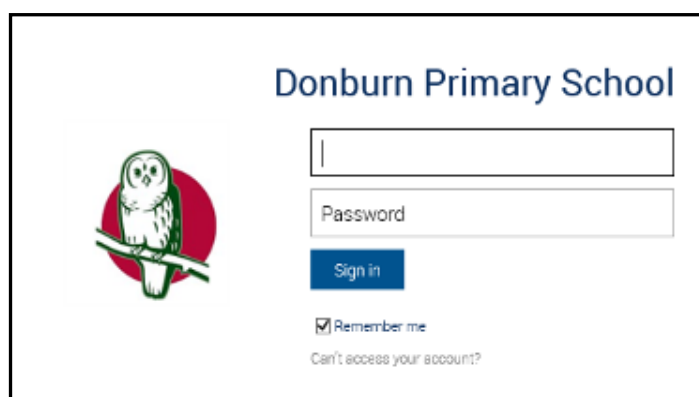 Donburn Primary School
Password
Sign in
Remember me
Can't access your account?